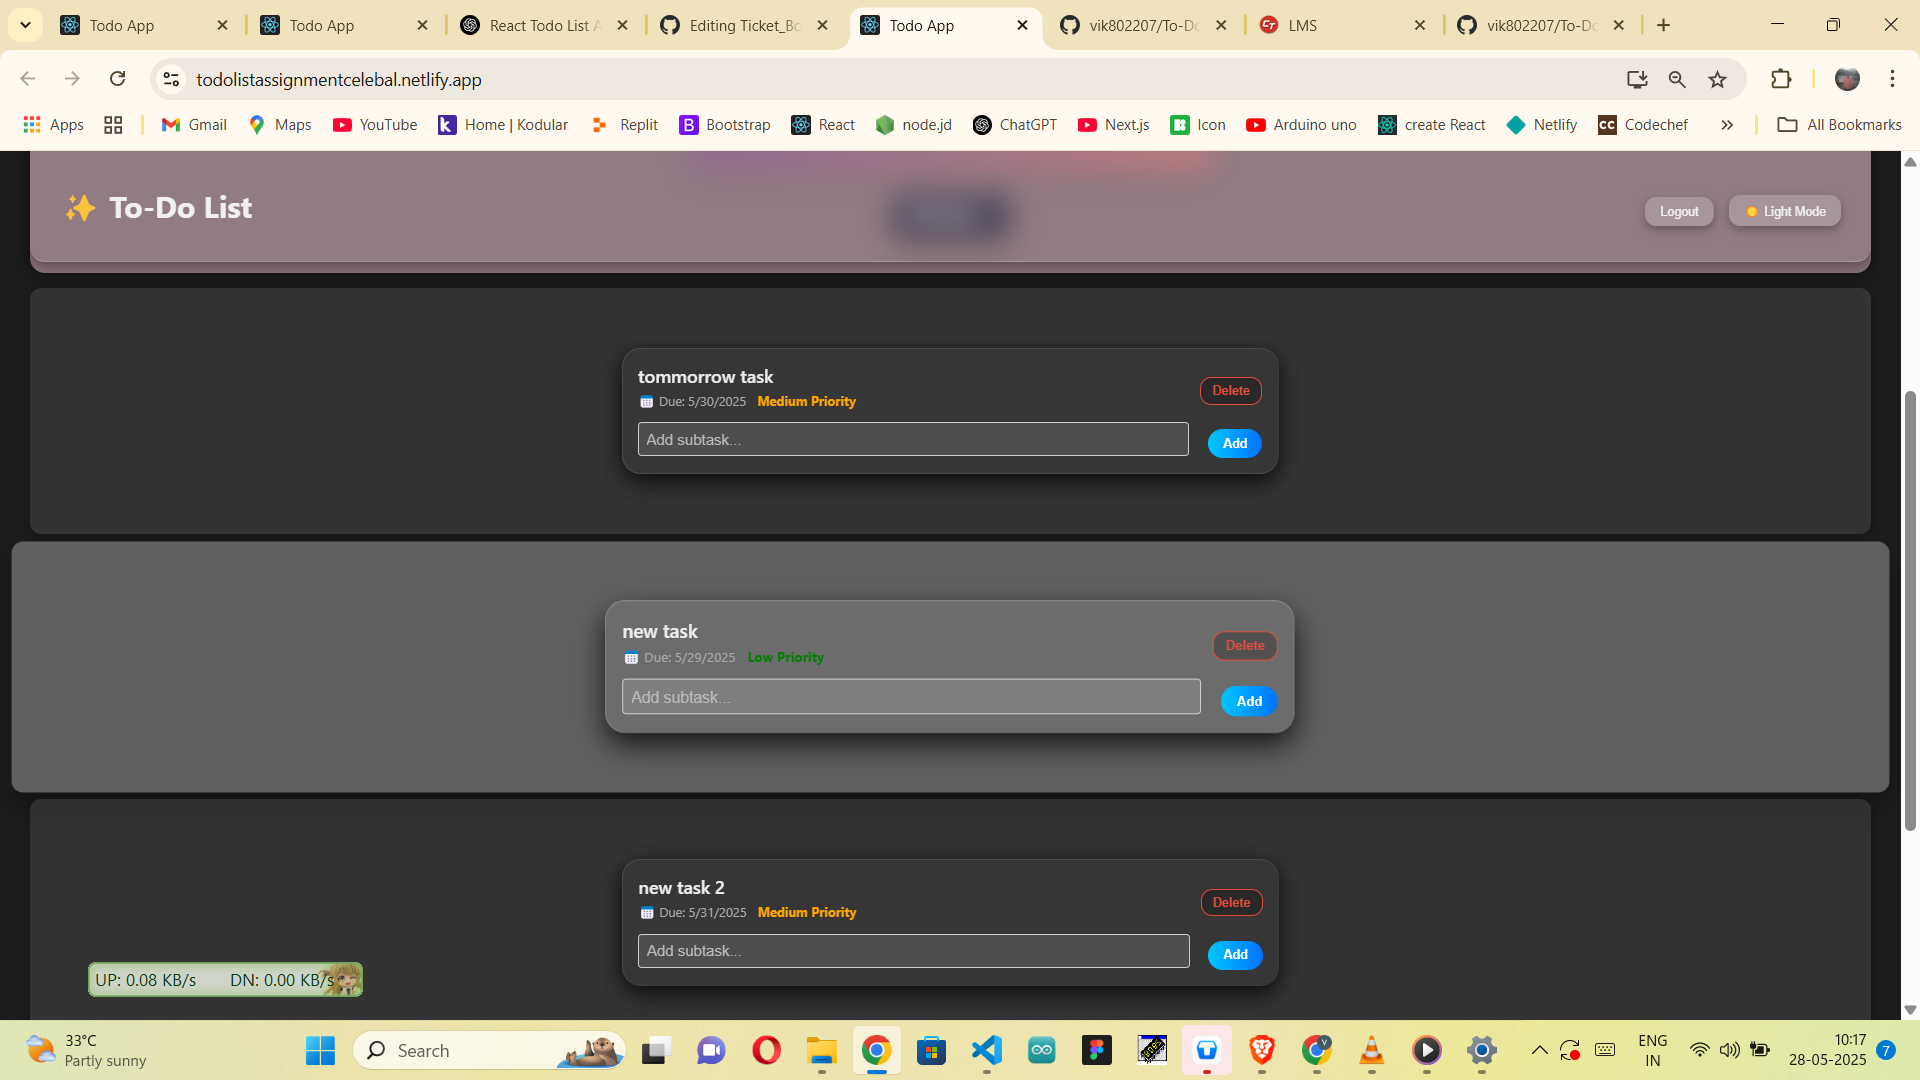 Todo App
Todo App
React Todo List A
Editing Ticket_Bo
Todo App
vik802207/To-Do
LMS
vik802207/To-Do
todolistassignmentcelebal.netlify.app
Apps
Gmail
Maps
YouTube
Home | Kodular
Replit
Bootstrap
React
node.jd
ChatGPT
Next.js
Icon
Arduino uno
create React
Netlify
CC Codechef
All Bookmarks
✨ To-Do List
Logout
Light Mode
tommorrow task
Due: 5/30/2025 Medium Priority
Delete
Add subtask...
Add
new task
Due: 5/29/2025 Low Priority
Delete
Add subtask...
Add
new task 2
Due: 5/31/2025 Medium Priority
Delete
Add subtask...
Add
UP: 0.08 KB/s DN: 0.00 KB/s
33°C
Partly sunny
Search
ENG
IN
10:17
28-05-2025
7